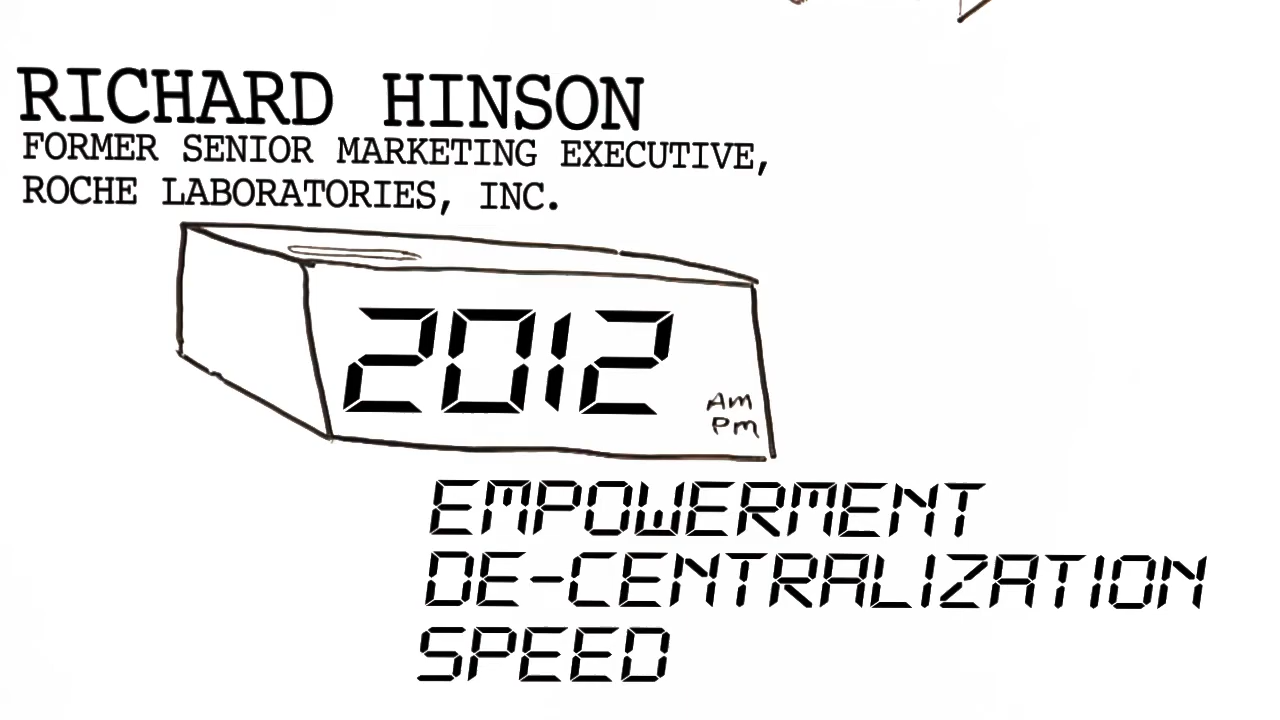 RICHARD HINSON
FORMER SENIOR MARKETING EXECUTIVE,
ROCHE LABORATORIES, INC.
2012
AM
PM
EMPOWERMENT
DE-CENTRALIZATION
SPEED